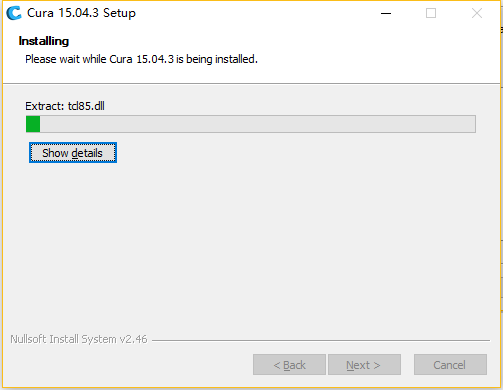 Cura 15.04.3 Setup
Installing
Please wait while Cura 15.04.3 is being installed.
Extract: tcl85.dll
Show details
Nullsoft Install System v2.46
< Back
Next >
Cancel